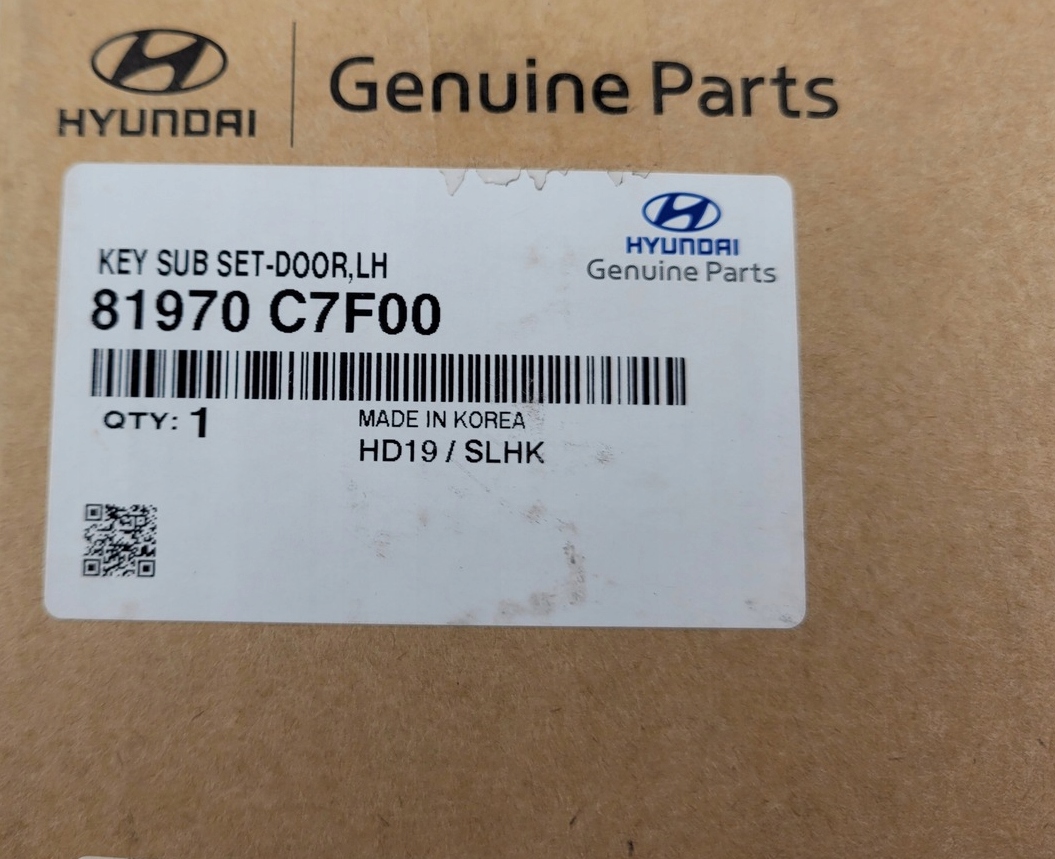 HYUNDAI
Genuine Parts
HYUNDAI
Genuine Parts
KEY SUB SET-DOOR,LH
81970 C7F00
QTY: 1
MADE IN KOREA
HD19 / SLHK